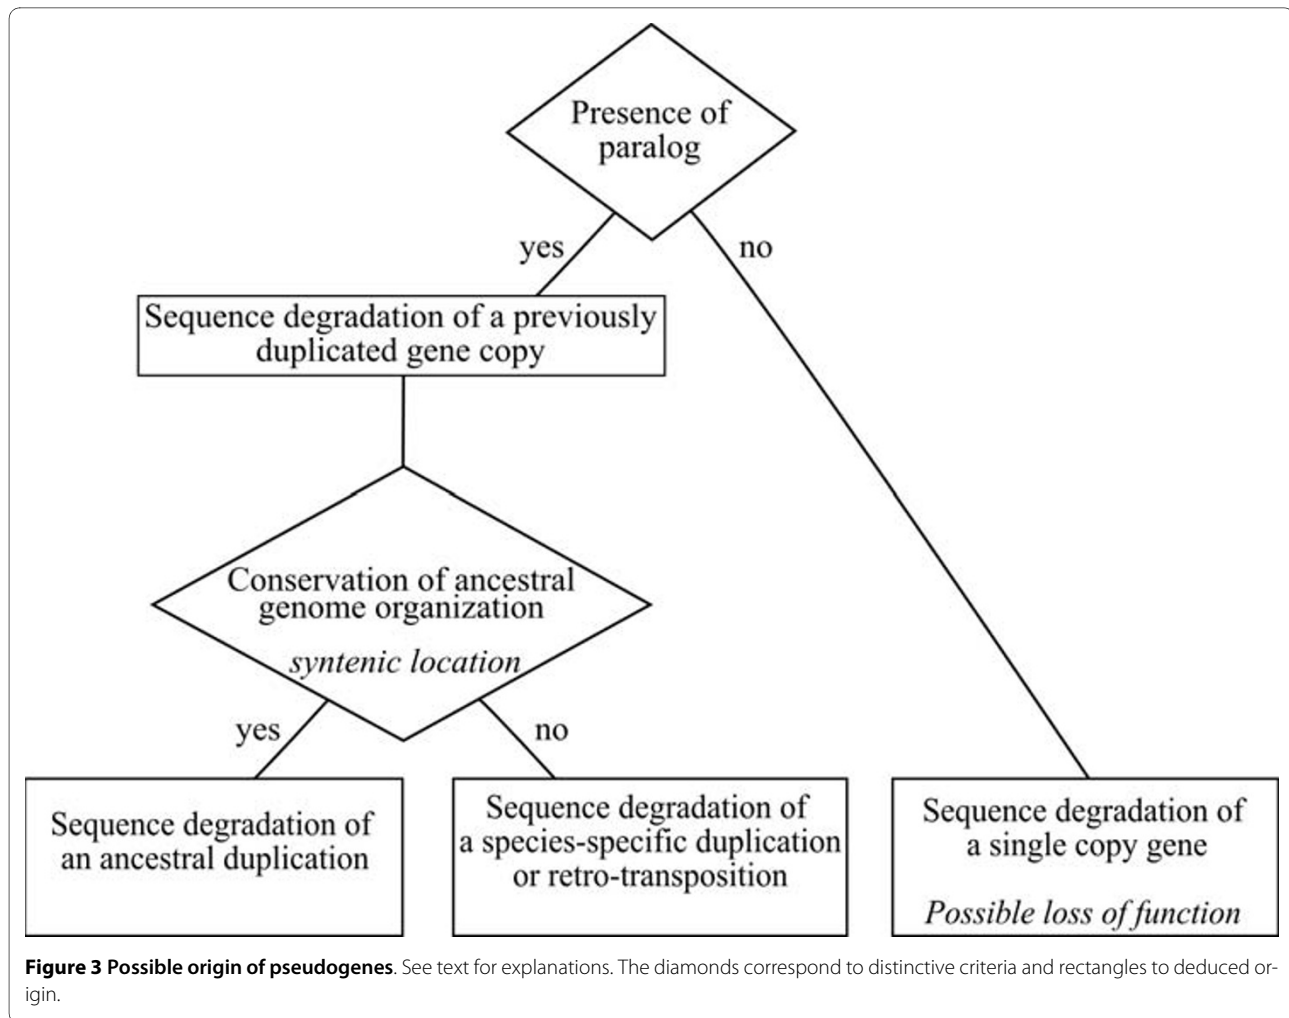 Presence of
paralog
yes
no
Sequence degradation of a previously
duplicated gene copy
Conservation of ancestral
genome organization
syntenic location
yes
no
Sequence degradation of
an ancestral duplication
Sequence degradation of
a species-specific duplication
or retro-transposition
Sequence degradation of
a single copy gene
Possible loss of function
Figure 3 Possible origin of pseudogenes. See text for explanations. The diamonds correspond to distinctive criteria and rectangles to deduced or-
igin.